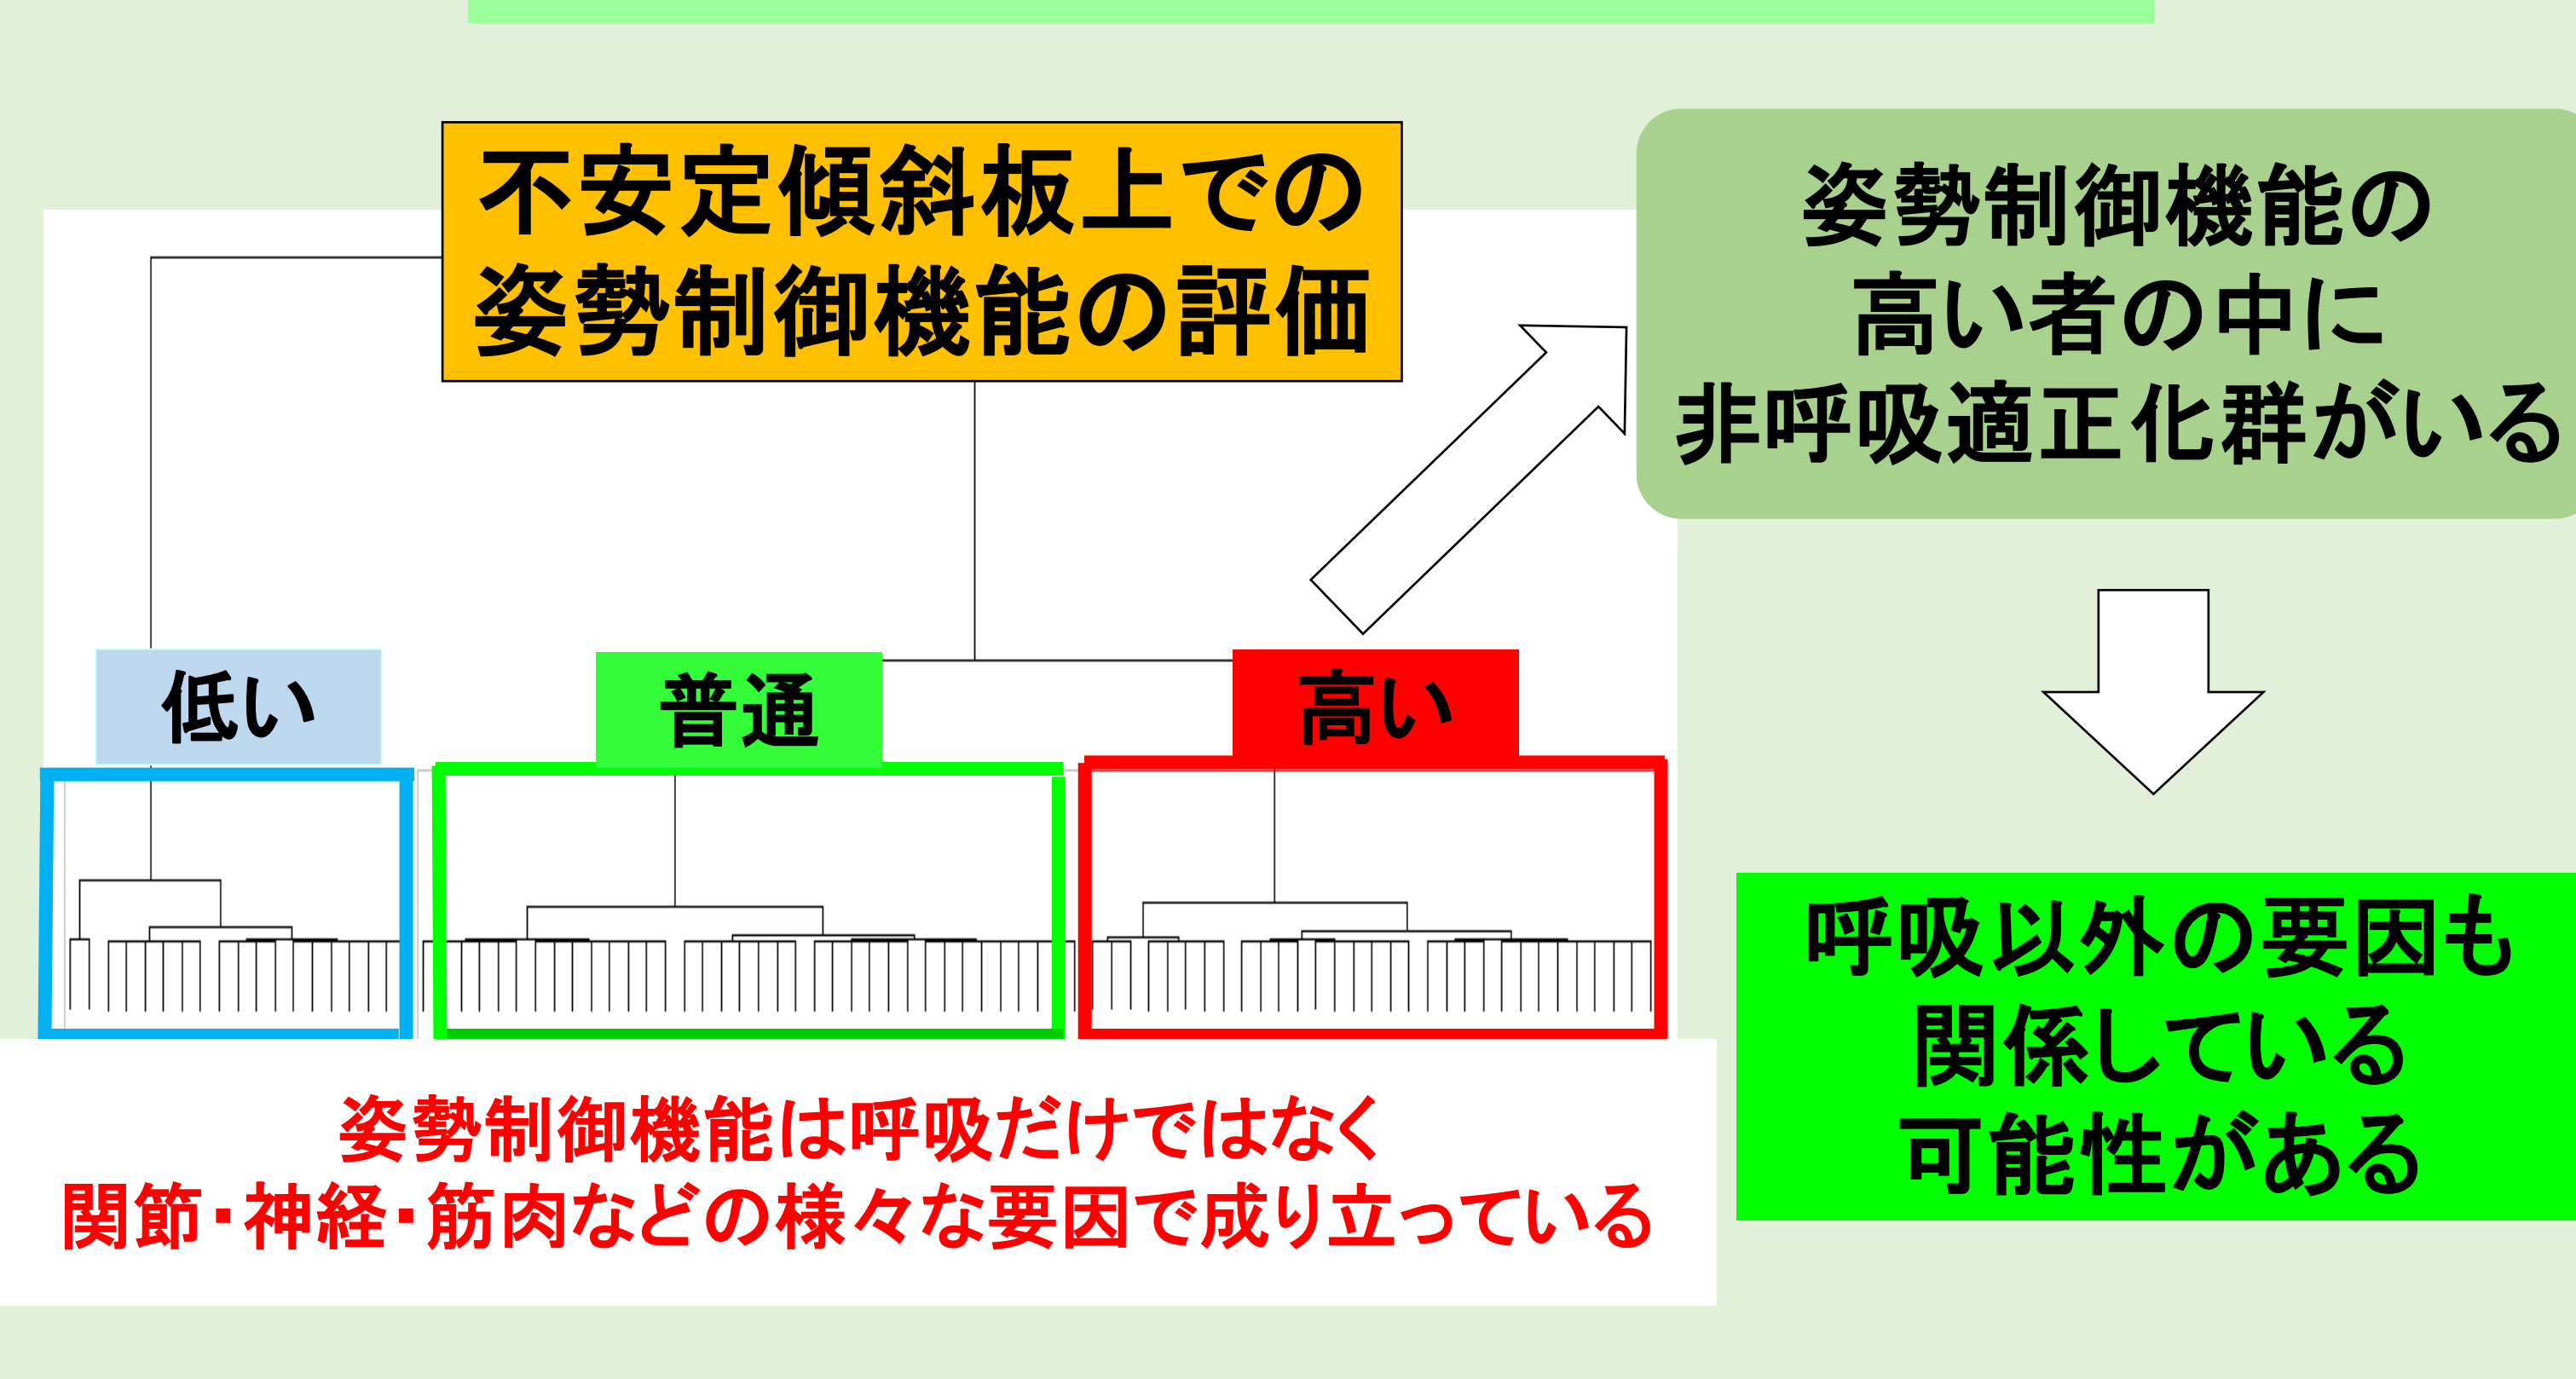 不安定傾斜板上での
姿勢制御機能の評価
姿勢制御機能の
高い者の中に
非呼吸適正化群がいる
低い
普通
高い
呼吸以外の要因も
関係している
可能性がある
姿勢制御機能は呼吸だけではなく
関節・神経・筋肉などの様々な要因で成り立っている